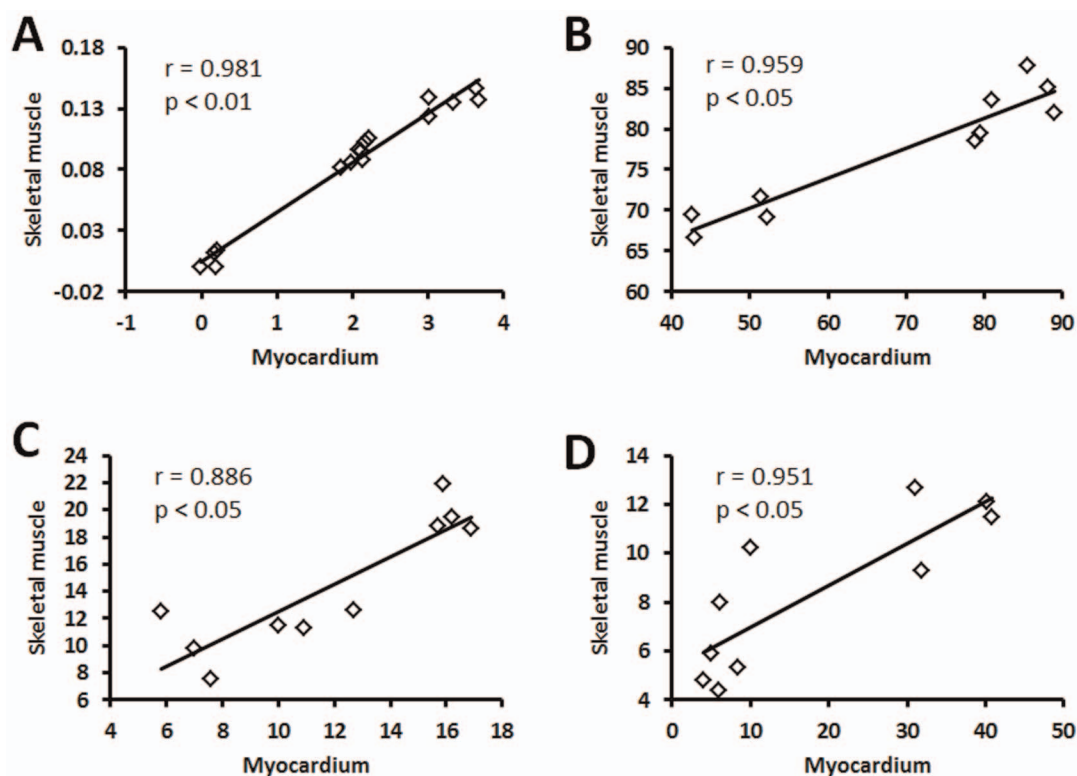 A
0.18
0.13
0.08
0.03
-0.02
Skeletal muscle
r = 0.981
p < 0.01
-1 0 1 2 3 4
Myocardium
B
90
85
80
75
70
65
60
Skeletal muscle
r = 0.959
p < 0.05
40 50 60 70 80 90
Myocardium
C
24
22
20
18
16
14
12
10
8
6
Skeletal muscle
r = 0.886
p < 0.05
4 6 8 10 12 14 16 18
Myocardium
D
14
12
10
8
6
4
Skeletal muscle
r = 0.951
p < 0.05
0 10 20 30 40 50
Myocardium